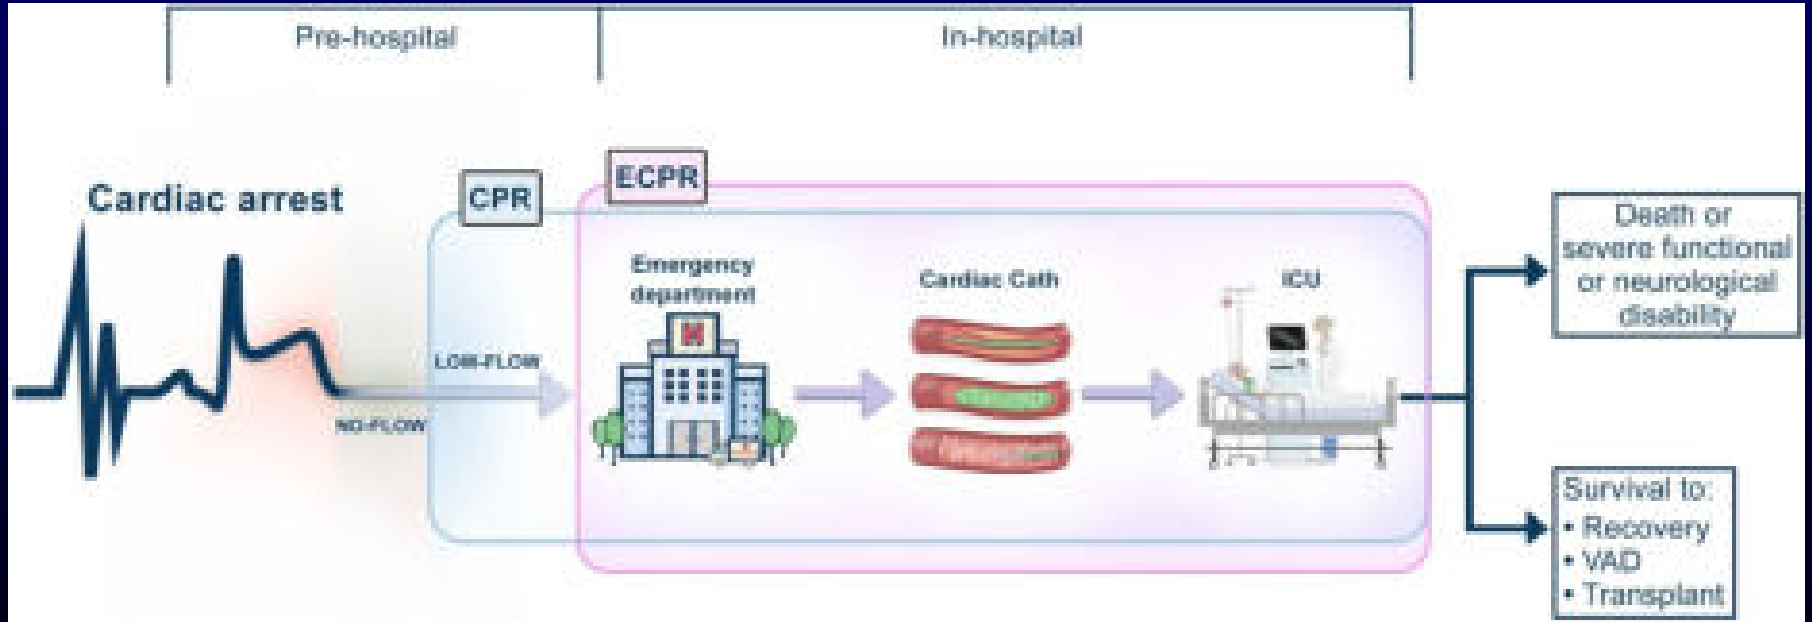 Pre-hospital
In-hospital
Cardiac arrest
CPR
ECPR
LOW-FLOW
NO-FLOW
Emergency
department
H
Cardiac Cath
ICU
Death or
severe functional
or neurological
disability
Survival to:
• Recovery
• VAD
• Transplant